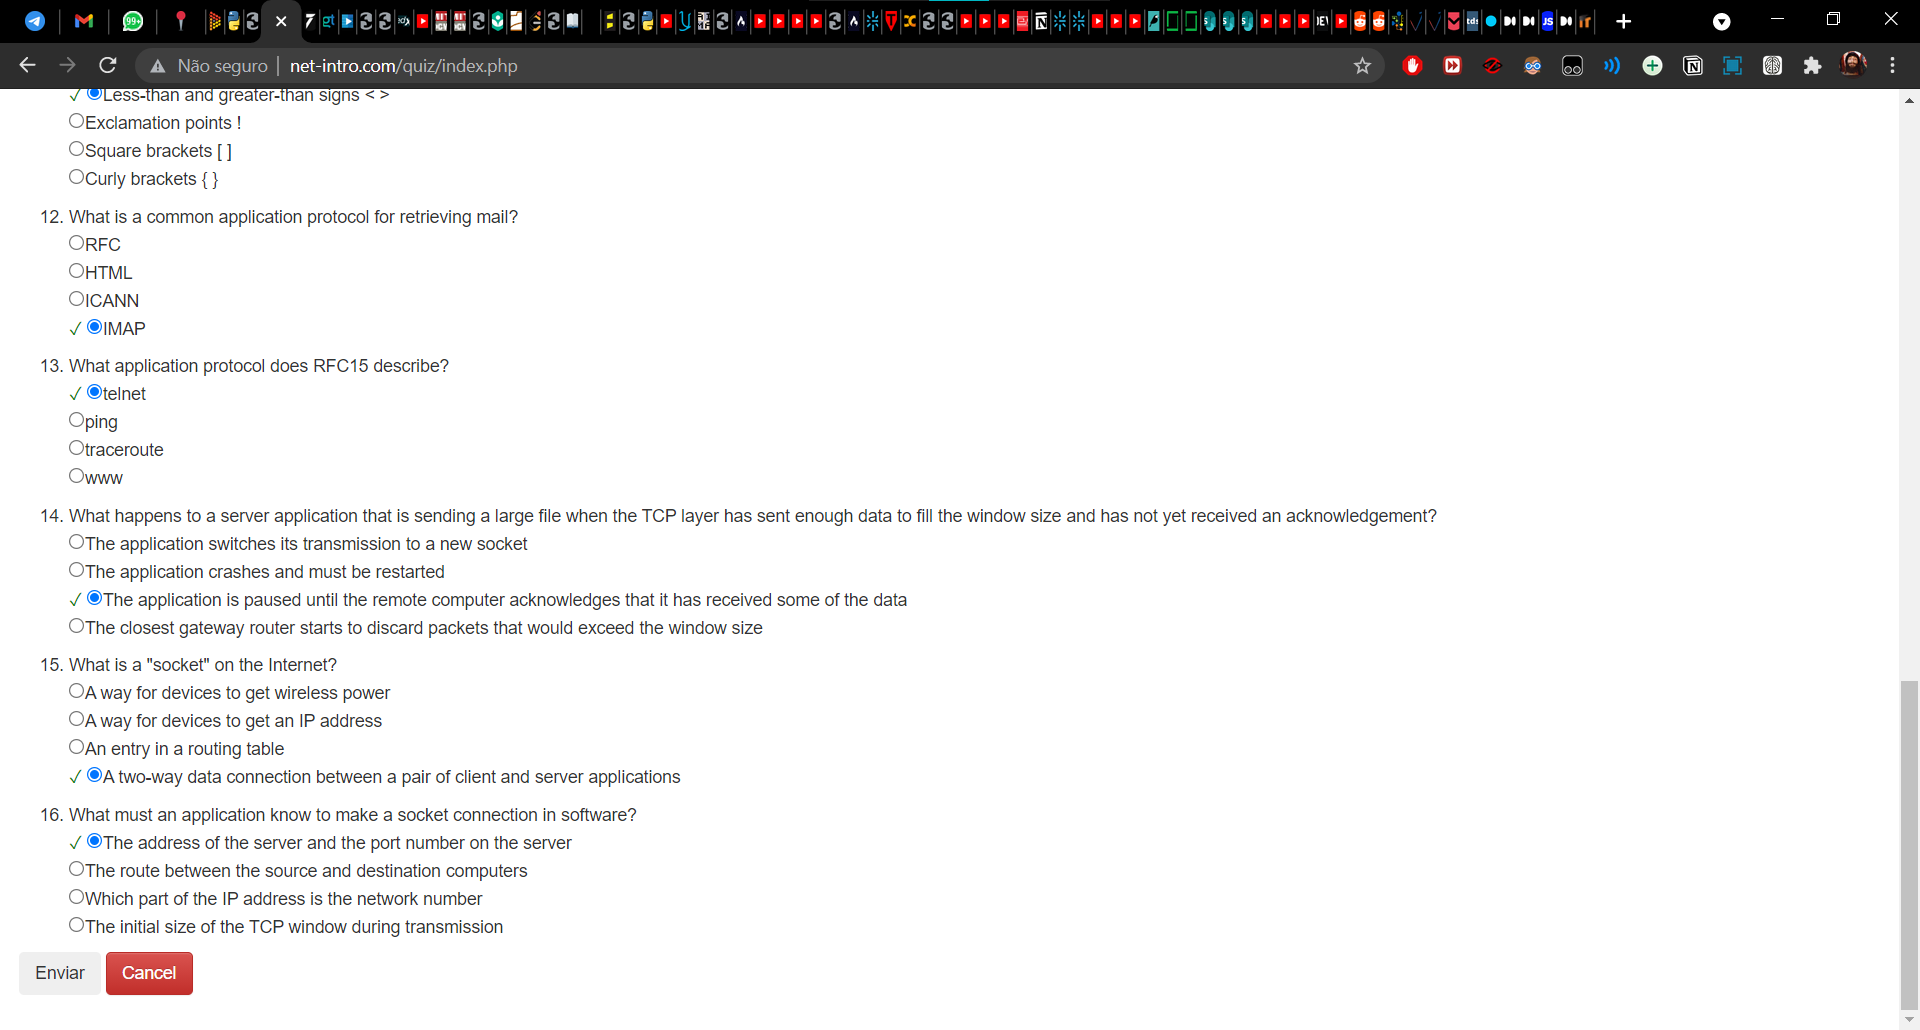 99+
Não seguro | net-intro.com/quiz/index.php
✓ Less-than and greater-than signs < >
Exclamation points !
Square brackets [ ]
Curly brackets { }
12. What is a common application protocol for retrieving mail?
RFC
HTML
ICANN
✓ IMAP
13. What application protocol does RFC15 describe?
✓ telnet
ping
traceroute
www
14. What happens to a server application that is sending a large file when the TCP layer has sent enough data to fill the window size and has not yet received an acknowledgement?
The application switches its transmission to a new socket
The application crashes and must be restarted
✓ The application is paused until the remote computer acknowledges that it has received some of the data
The closest gateway router starts to discard packets that would exceed the window size
15. What is a "socket" on the Internet?
A way for devices to get wireless power
A way for devices to get an IP address
An entry in a routing table
✓ A two-way data connection between a pair of client and server applications
16. What must an application know to make a socket connection in software?
✓ The address of the server and the port number on the server
The route between the source and destination computers
Which part of the IP address is the network number
The initial size of the TCP window during transmission
Enviar Cancel